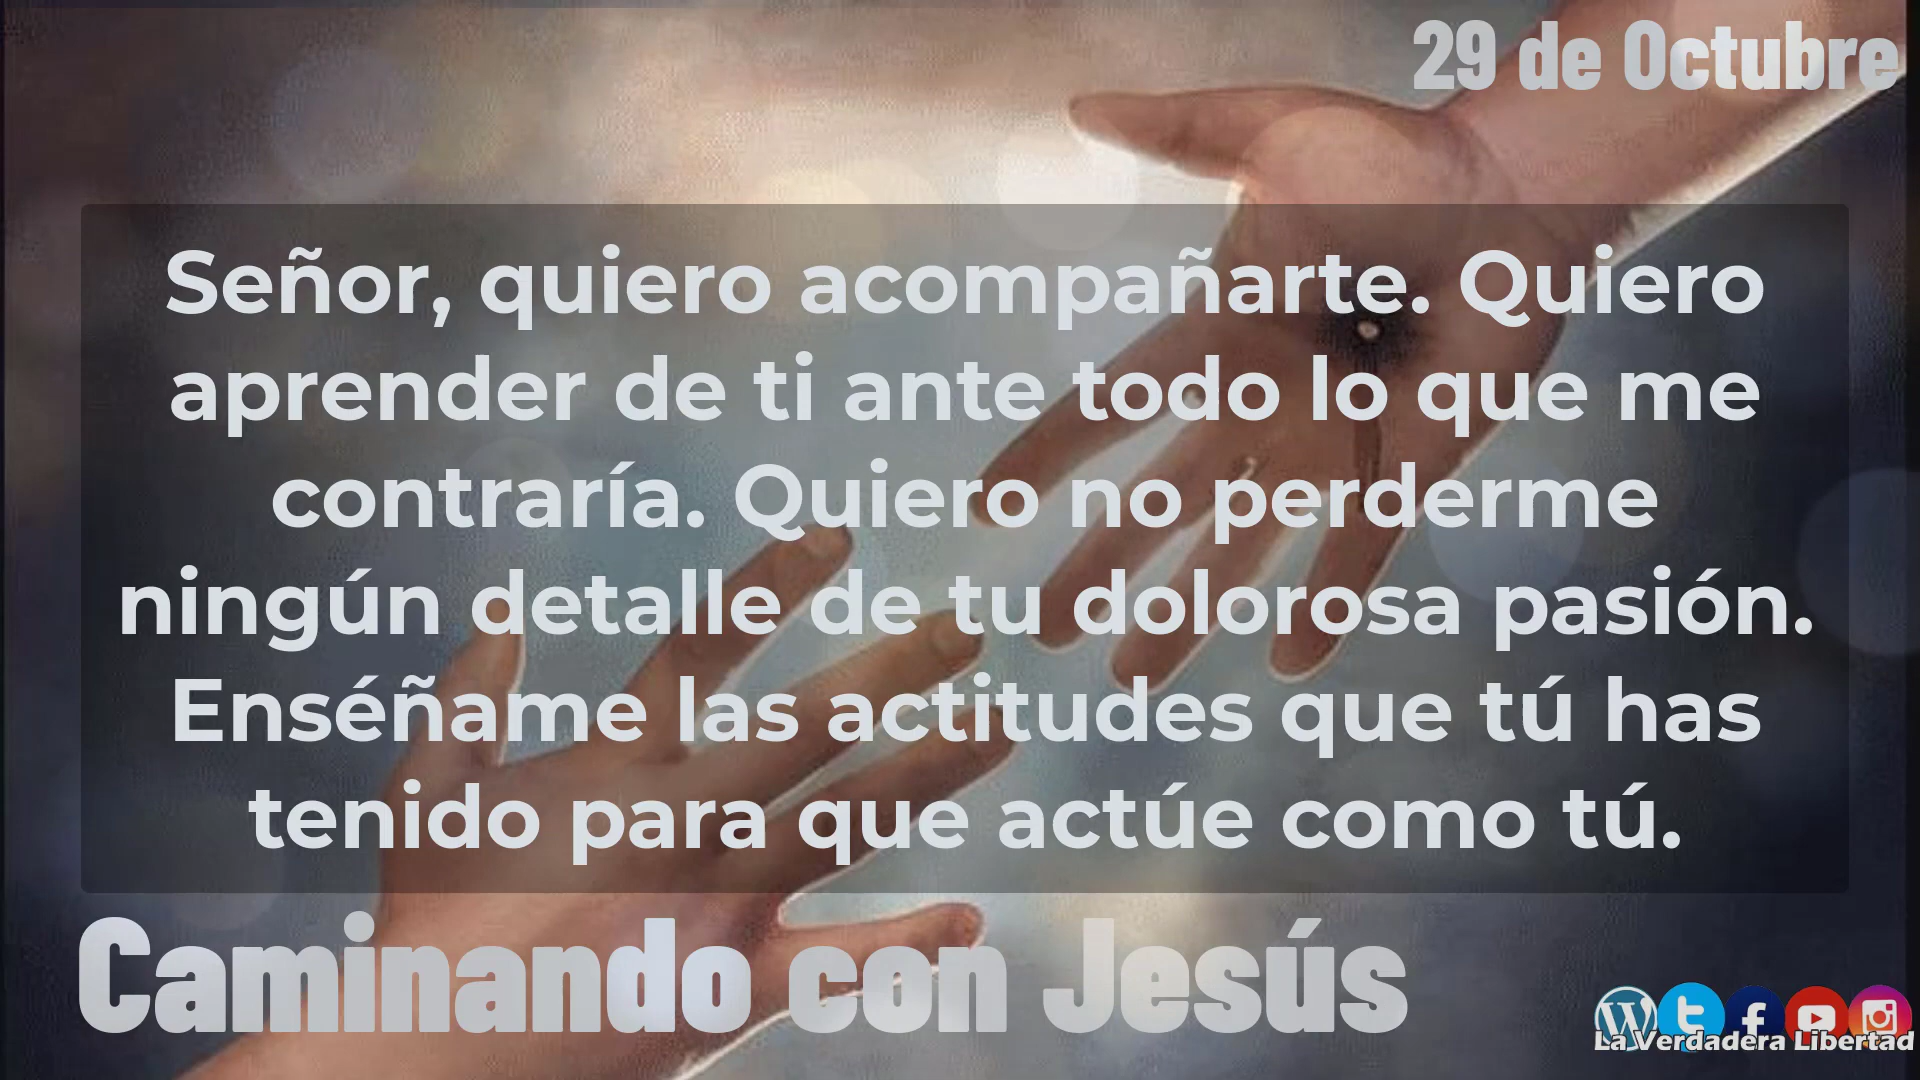 29 de Octubre
Señor, quiero acompañarte. Quiero
aprender de ti ante todo lo que me
contraría. Quiero no perderme
ningún detalle de tu dolorosa pasión.
Enséñame las actitudes que tú has
tenido para que actúe como tú.
Caminando con Jesús
La Verdadera Libertad